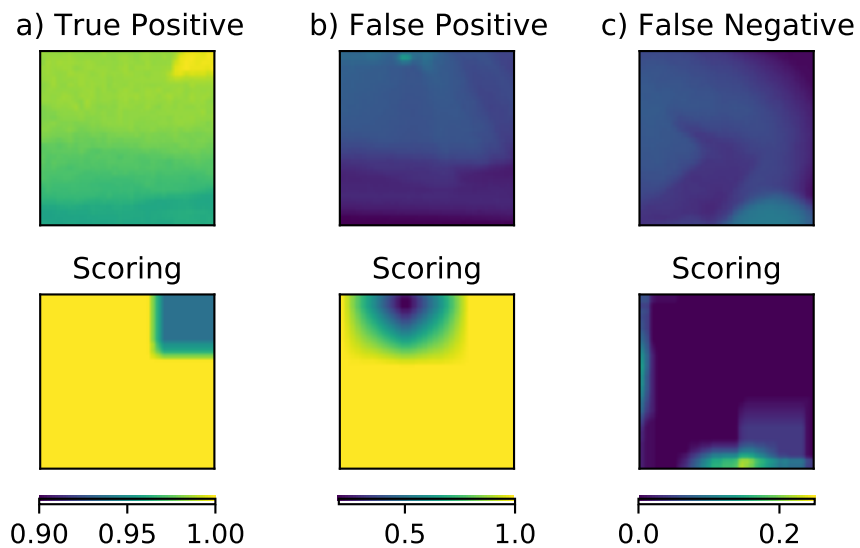 a) True Positive b) False Positive c) False Negative
Scoring Scoring Scoring
0.90 0.95 1.00 0.5 1.0 0.0 0.2